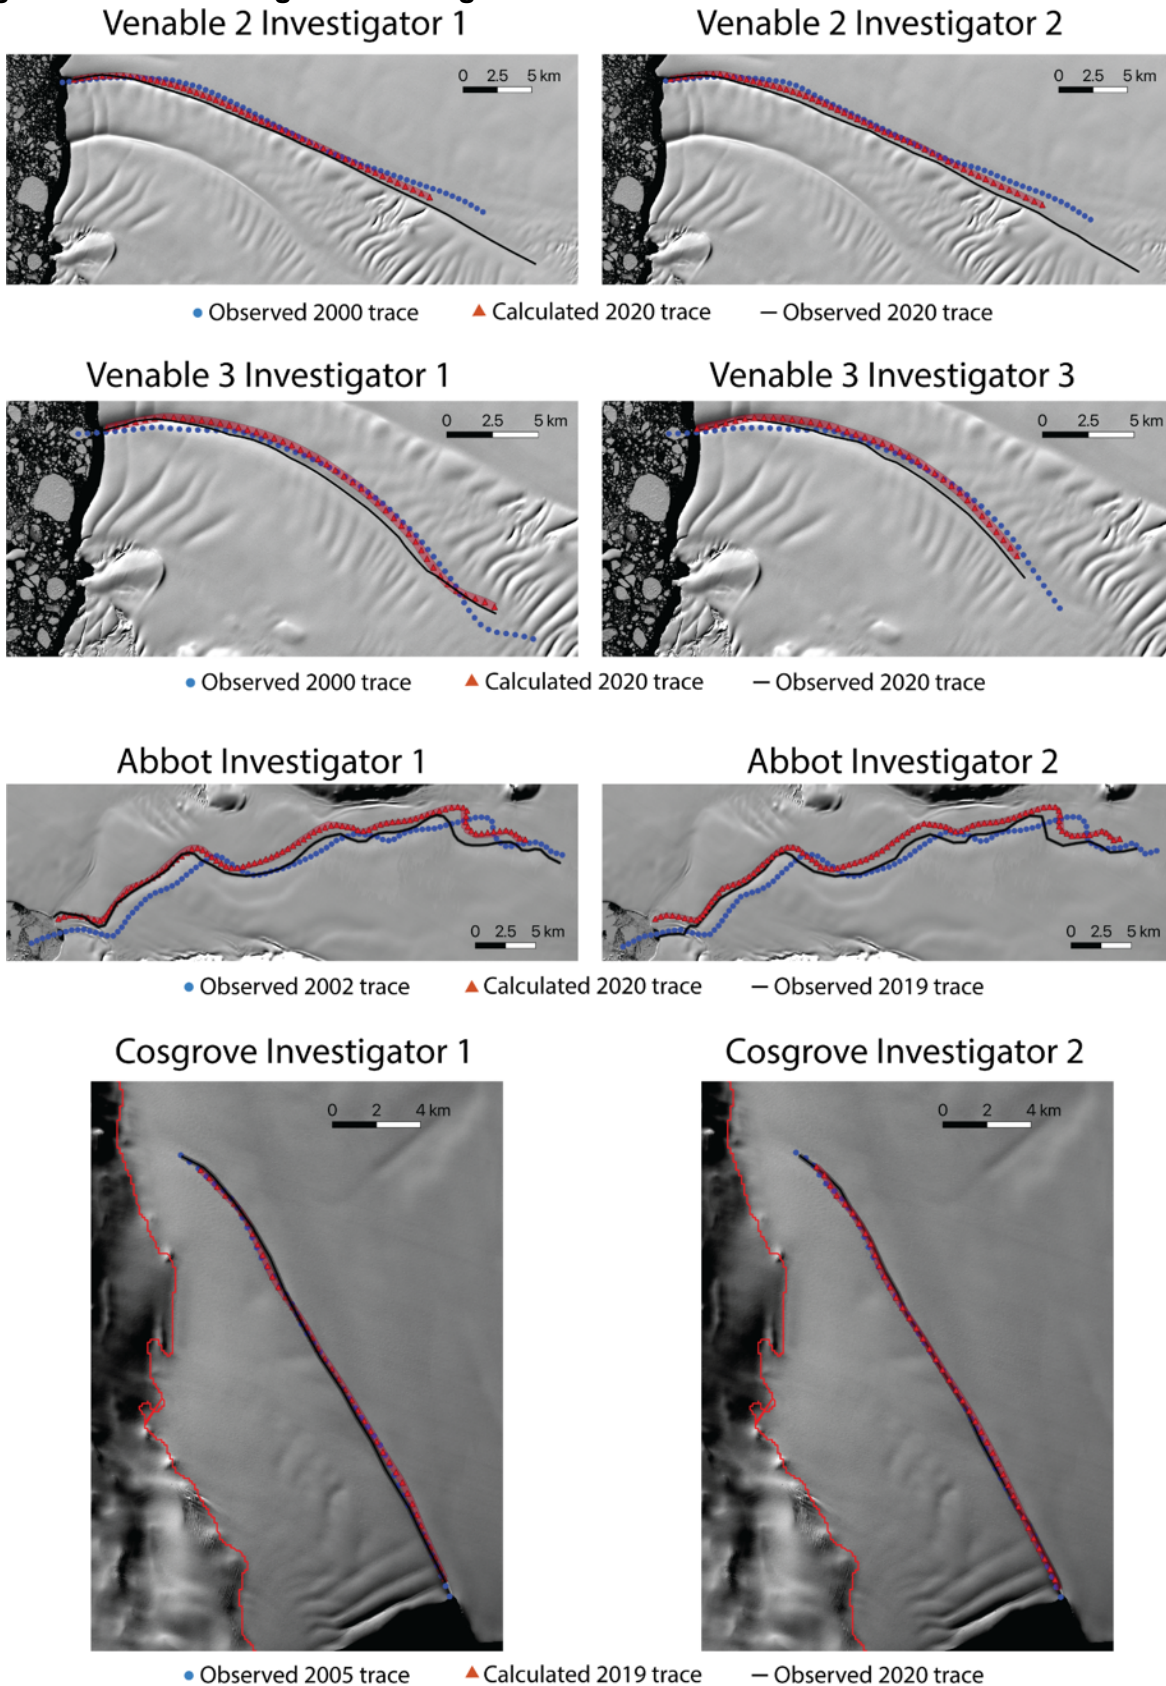 Venable 2 Investigator 1
Venable 2 Investigator 2
0 2.5 5 km
0 2.5 5 km
Observed 2000 trace Calculated 2020 trace Observed 2020 trace
Venable 3 Investigator 1
Venable 3 Investigator 3
0 2.5 5 km
0 2.5 5 km
Observed 2000 trace Calculated 2020 trace Observed 2020 trace
Abbot Investigator 1
Abbot Investigator 2
0 2.5 5 km
0 2.5 5 km
Observed 2002 trace Calculated 2020 trace Observed 2019 trace
Cosgrove Investigator 1
Cosgrove Investigator 2
0 2 4 km
0 2 4 km
Observed 2005 trace Calculated 2019 trace Observed 2020 trace